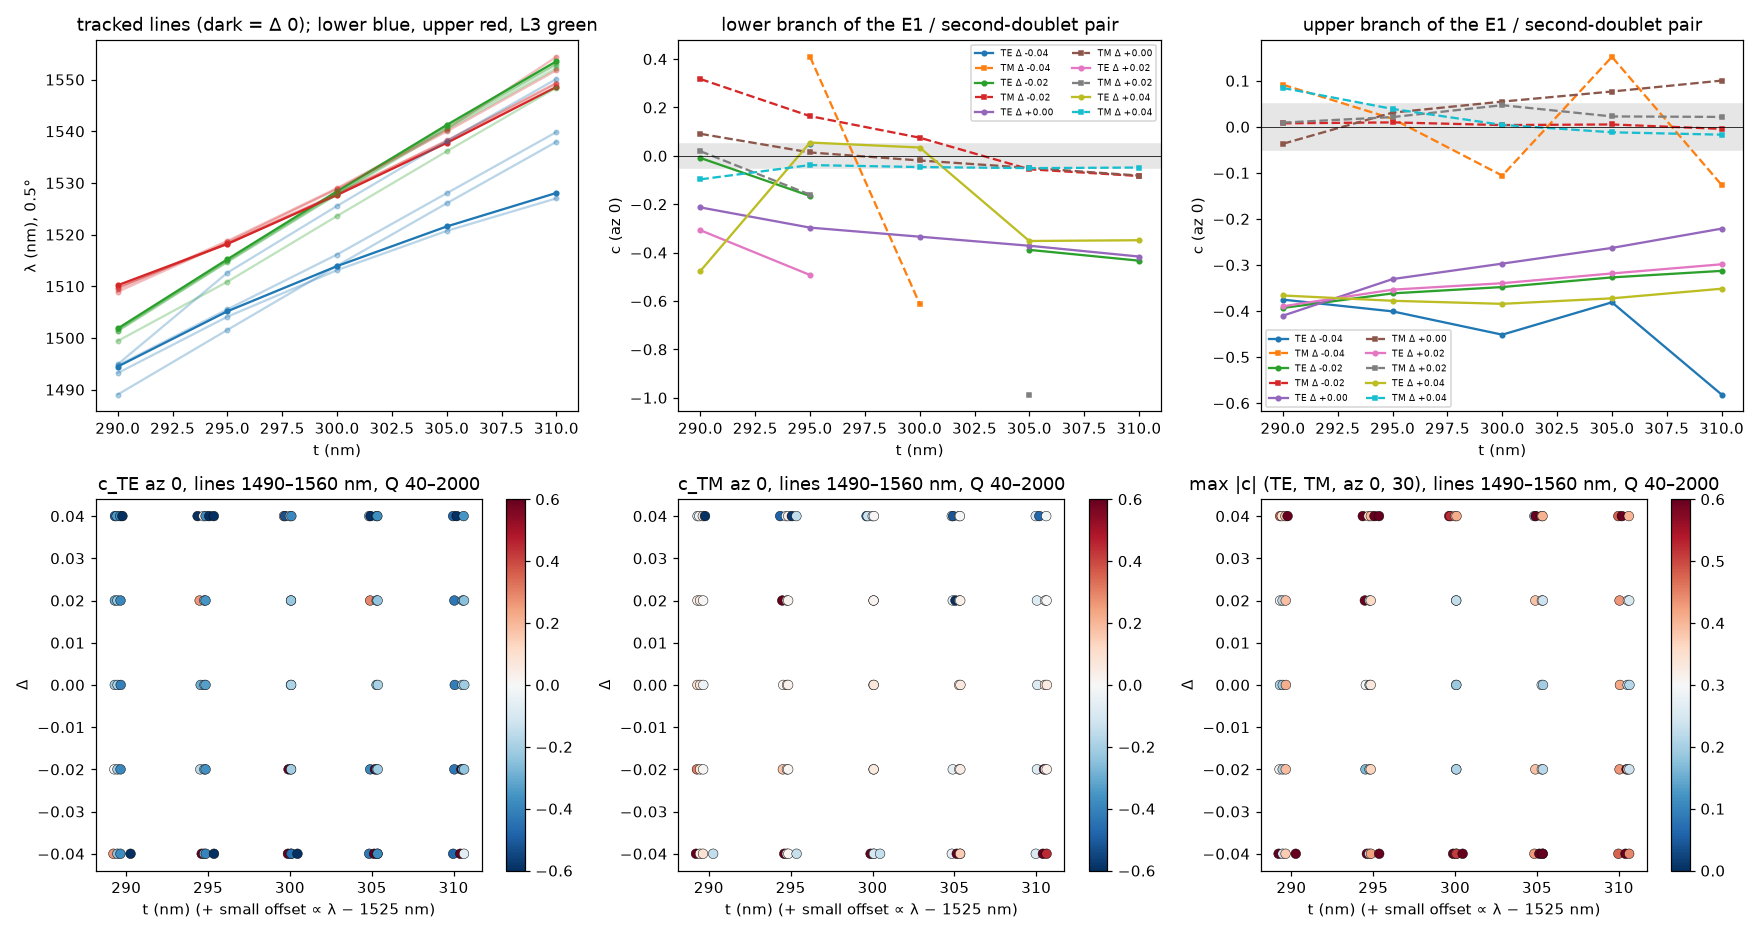 tracked lines (dark = Δ 0); lower blue, upper red, L3 green
λ (nm), 0.5°
1550
1540
1530
1520
1510
1500
1490
290.0 292.5 295.0 297.5 300.0 302.5 305.0 307.5 310.0
t (nm)
lower branch of the E1 / second-doublet pair
c (az 0)
0.4
0.2
0.0
−0.2
−0.4
−0.6
−0.8
−1.0
TE Δ -0.04
TM Δ -0.04
TE Δ -0.02
TM Δ -0.02
TE Δ +0.00
TM Δ +0.00
TE Δ +0.02
TM Δ +0.02
TE Δ +0.04
TM Δ +0.04
290.0 292.5 295.0 297.5 300.0 302.5 305.0 307.5 310.0
t (nm)
upper branch of the E1 / second-doublet pair
c (az 0)
0.1
0.0
−0.1
−0.2
−0.3
−0.4
−0.5
−0.6
TE Δ -0.04
TM Δ -0.04
TE Δ -0.02
TM Δ -0.02
TE Δ +0.00
TM Δ +0.00
TE Δ +0.02
TM Δ +0.02
TE Δ +0.04
TM Δ +0.04
290.0 292.5 295.0 297.5 300.0 302.5 305.0 307.5 310.0
t (nm)
c_TE az 0, lines 1490–1560 nm, Q 40–2000
Δ
0.04
0.03
0.02
0.01
0.00
−0.01
−0.02
−0.03
−0.04
290 295 300 305 310
t (nm) (+ small offset ∝ λ − 1525 nm)
0.6
0.4
0.2
0.0
−0.2
−0.4
−0.6
c_TM az 0, lines 1490–1560 nm, Q 40–2000
Δ
0.04
0.03
0.02
0.01
0.00
−0.01
−0.02
−0.03
−0.04
290 295 300 305 310
t (nm) (+ small offset ∝ λ − 1525 nm)
0.6
0.4
0.2
0.0
−0.2
−0.4
−0.6
max |c| (TE, TM, az 0, 30), lines 1490–1560 nm, Q 40–2000
Δ
0.04
0.03
0.02
0.01
0.00
−0.01
−0.02
−0.03
−0.04
290 295 300 305 310
t (nm) (+ small offset ∝ λ − 1525 nm)
0.6
0.5
0.4
0.3
0.2
0.1
0.0